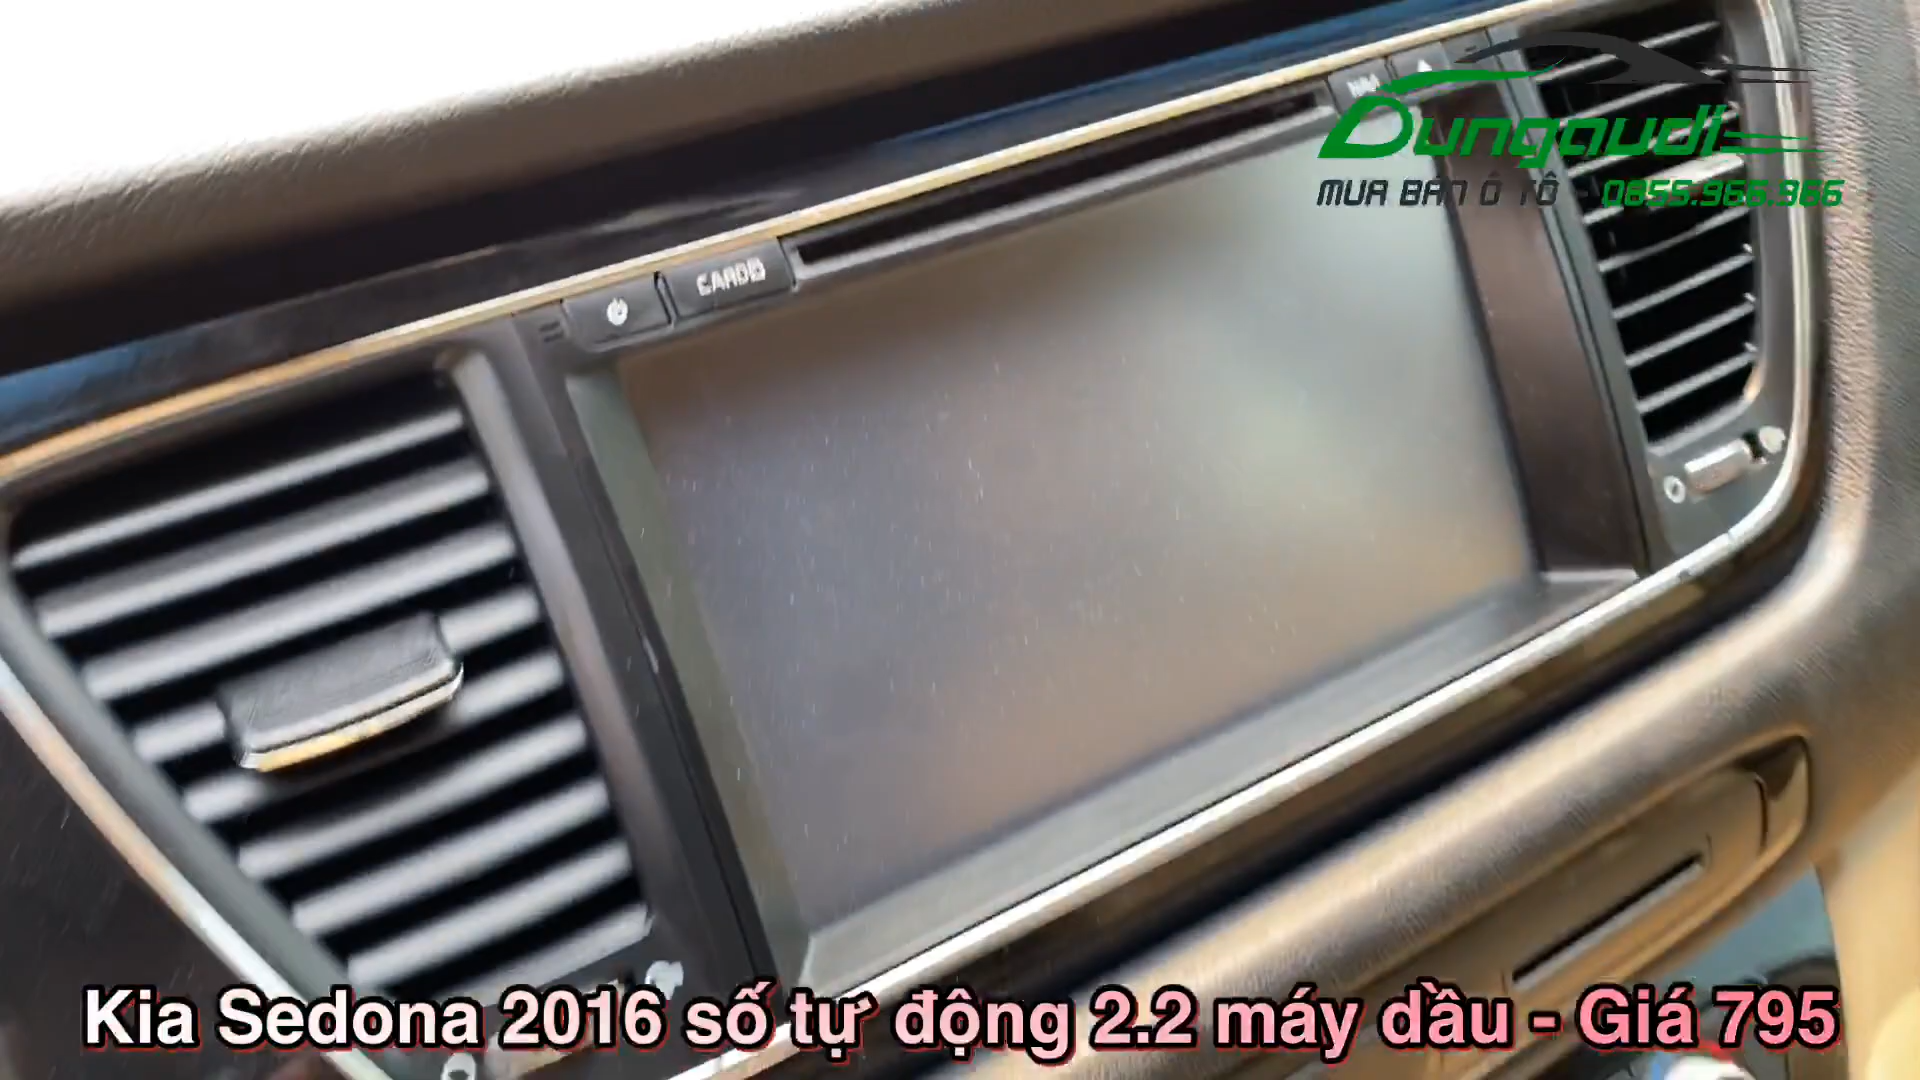 Dungaudi
MUA BÁN Ô TÔ - 0855.966.966
CARDB
Kia Sedona 2016 số tự động 2.2 máy dầu - Giá 795